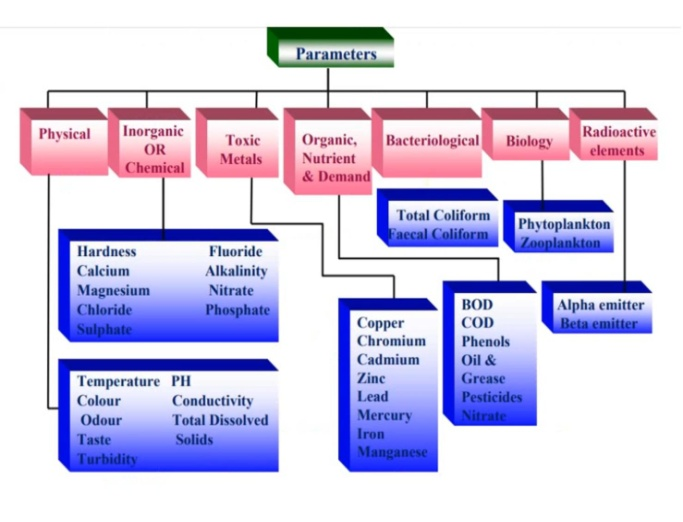 Parameters
Physical
Inorganic
OR
Chemical
Toxic
Metals
Organic,
Nutrient
& Demand
Bacteriological
Biology
Radioactive
elements
Total Coliform
Faecal Coliform
Phytoplankton
Zooplankton
Hardness Fluoride
Calcium Alkalinity
Magnesium Nitrate
Chloride Phosphate
Sulphate
Copper
Chromium
Cadmium
Zinc
Lead
Mercury
Iron
Manganese
BOD
COD
Phenols
Oil &
Grease
Pesticides
Nitrate
Alpha emitter
Beta emitter
Temperature PH
Colour Conductivity
Odour Total Dissolved
Taste Solids
Turbidity